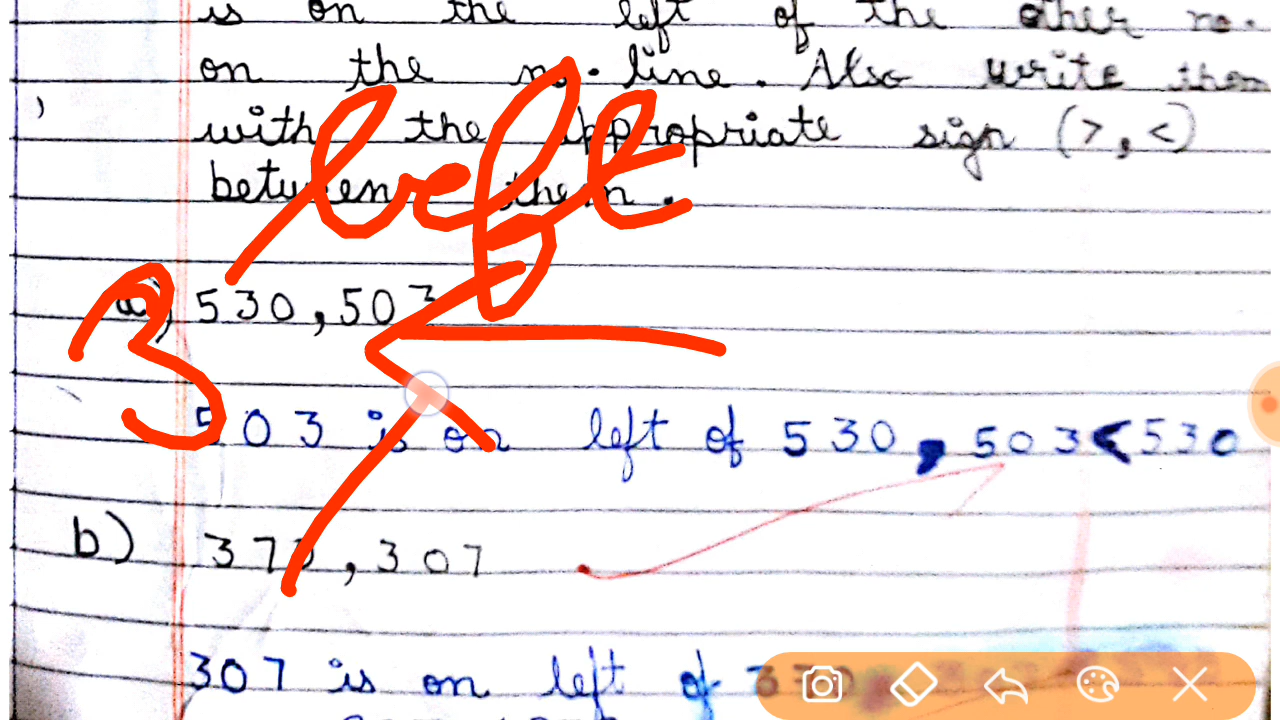 is on the left of the other no.
on the no. line. Also write them
with the appropriate sign (>, <)
between them.
left
3
a) 530, 503
503 is on left of 530, 503 < 530
b) 370, 307
307 is on left of